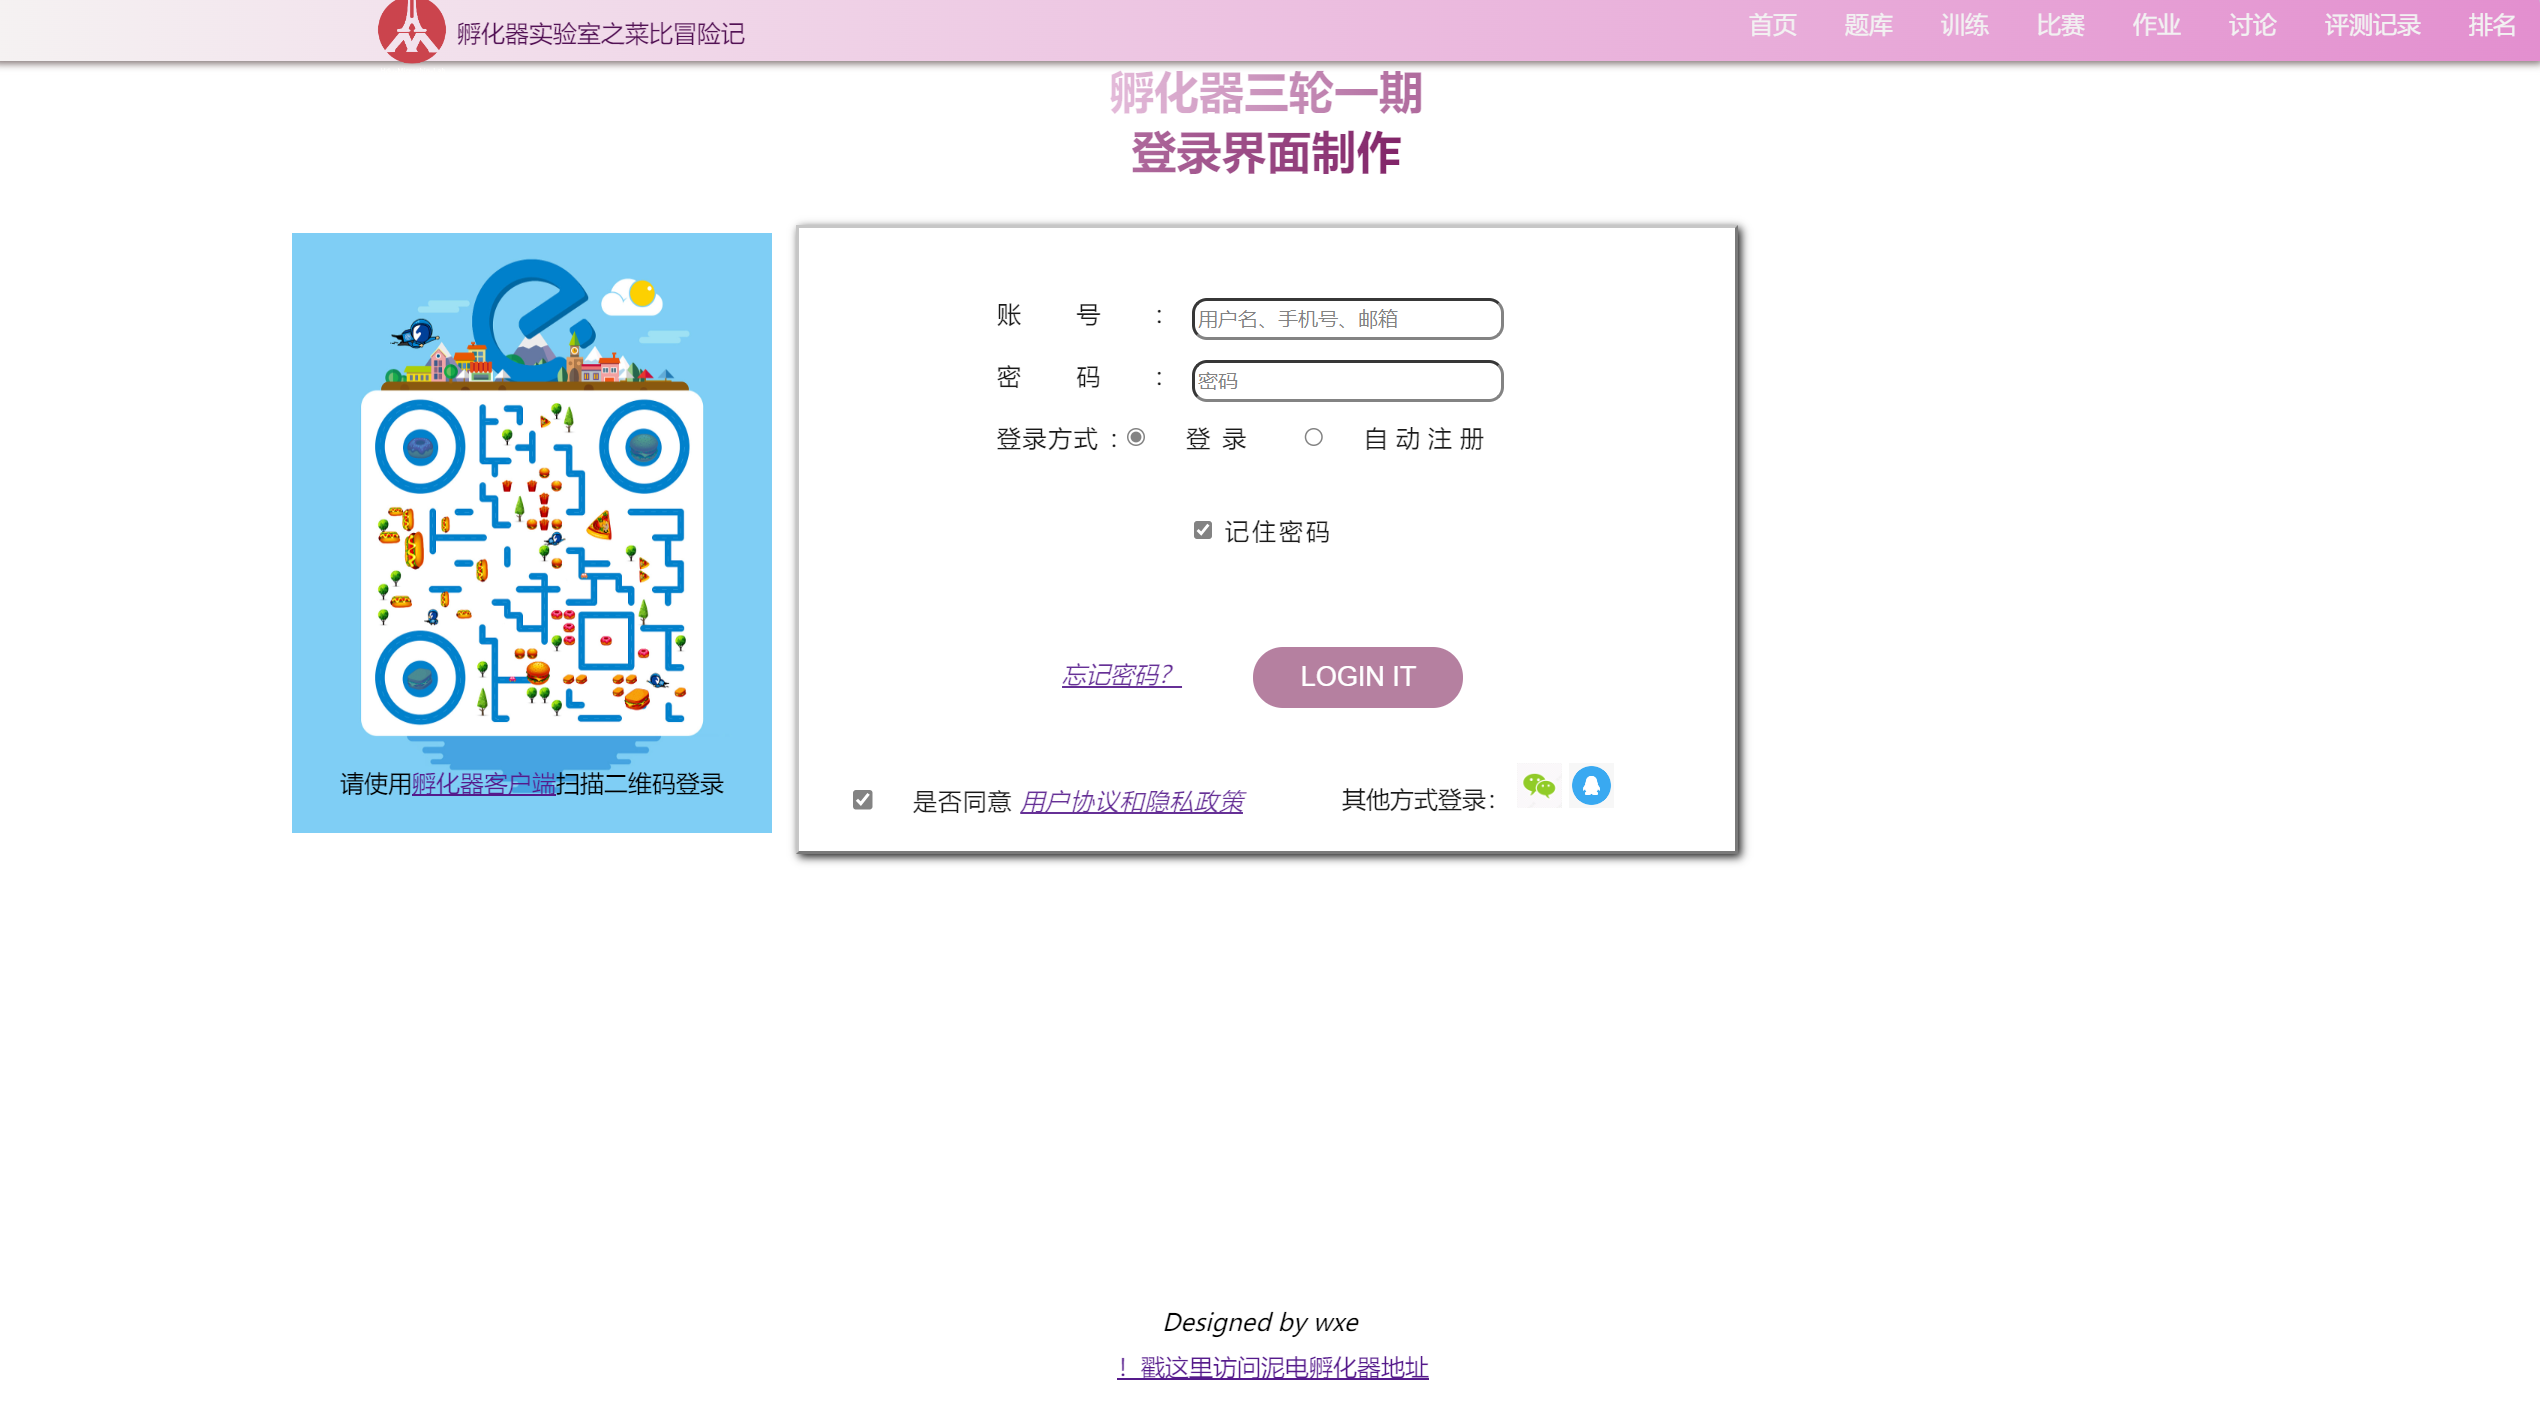 孵化器实验室之菜比冒险记 首页 题库 训练 比赛 作业 讨论 评测记录 排名
孵化器三轮一期
登录界面制作
请使用孵化器客户端扫描二维码登录
账 号 :
用户名、手机号、邮箱
密 码 :
密码
登录方式 : 登 录 自 动 注 册
记住密码
忘记密码? LOGIN IT
是否同意 用户协议和隐私政策 其他方式登录:
Designed by wxe
！戳这里访问泥电孵化器地址